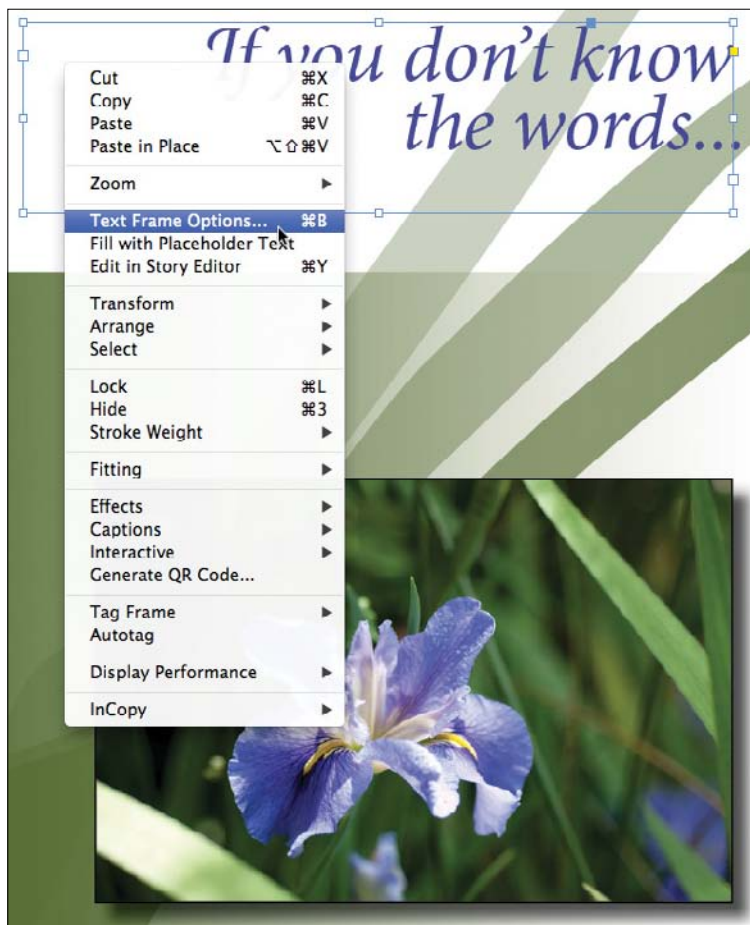 If you don't know
the words...
Cut ⌘X
Copy ⌘C
Paste ⌘V
Paste in Place ⌥⇧⌘V
Zoom
Text Frame Options... ⌘B
Fill with Placeholder Text
Edit in Story Editor ⌘Y
Transform
Arrange
Select
Lock ⌘L
Hide ⌘3
Stroke Weight
Fitting
Effects
Captions
Interactive
Generate QR Code...
Tag Frame
Autotag
Display Performance
InCopy